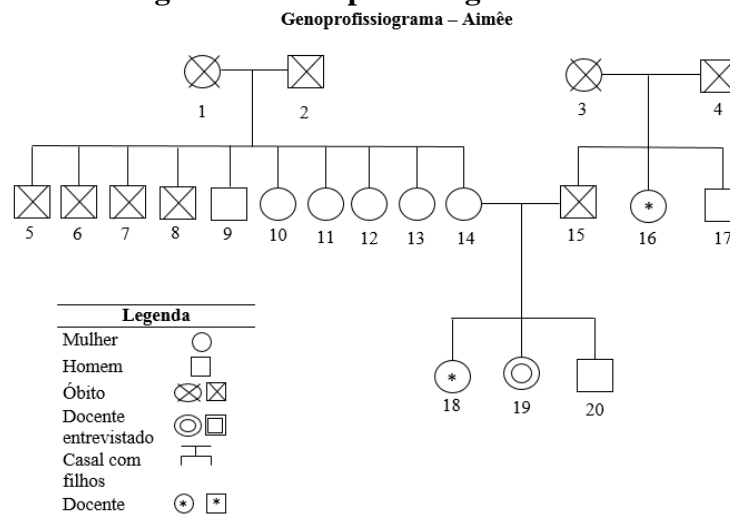 Genoprofissiograma – Aimêe
1 2 3 4
5 6 7 8 9 10 11 12 13 14 15 16 17
*
Legenda
Mulher
Homem
Óbito
Docente
entrevistado
Casal com
filhos
Docente * *
* 
18 19 20